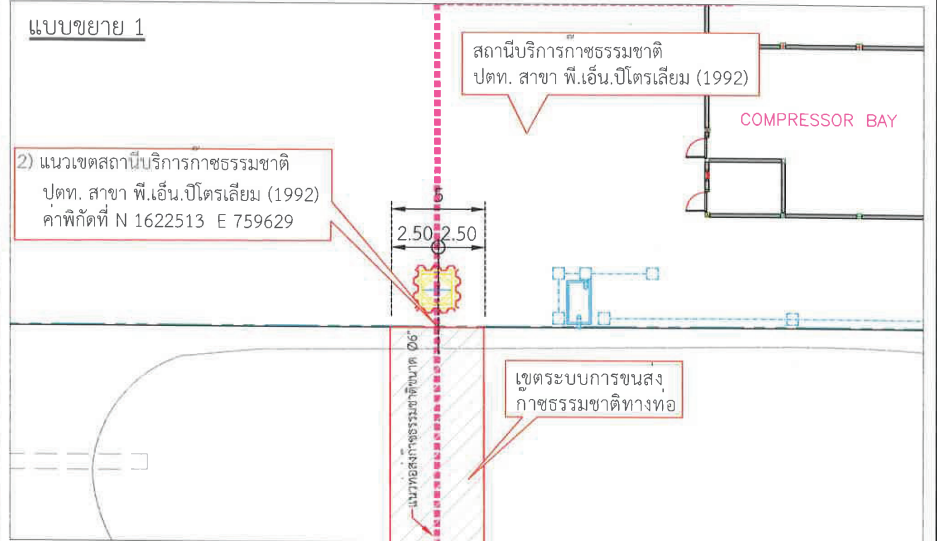 แบบขยาย 1
สถานีบริการก๊าซธรรมชาติ
ปตท. สาขา พี.เอ็น.ปิโตรเลียม (1992)
COMPRESSOR BAY
2) แนวเขตสถานีบริการก๊าซธรรมชาติ
ปตท. สาขา พี.เอ็น.ปิโตรเลียม (1992)
ค่าพิกัดที่ N 1622513 E 759629
5
2.50 2.50
แนวท่อส่งก๊าซธรรมชาติขนาด Ø6"
เขตระบบการขนส่ง
ก๊าซธรรมชาติทางท่อ